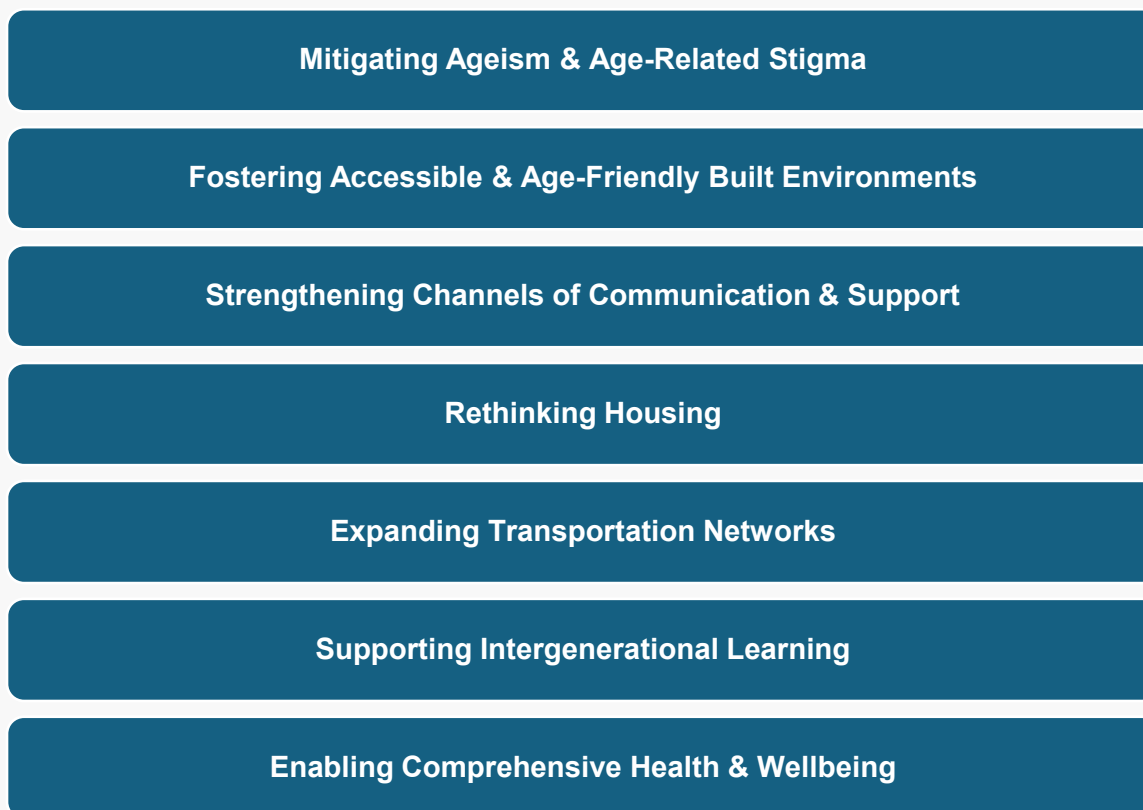 Mitigating Ageism & Age-Related Stigma
Fostering Accessible & Age-Friendly Built Environments
Strengthening Channels of Communication & Support
Rethinking Housing
Expanding Transportation Networks
Supporting Intergenerational Learning
Enabling Comprehensive Health & Wellbeing